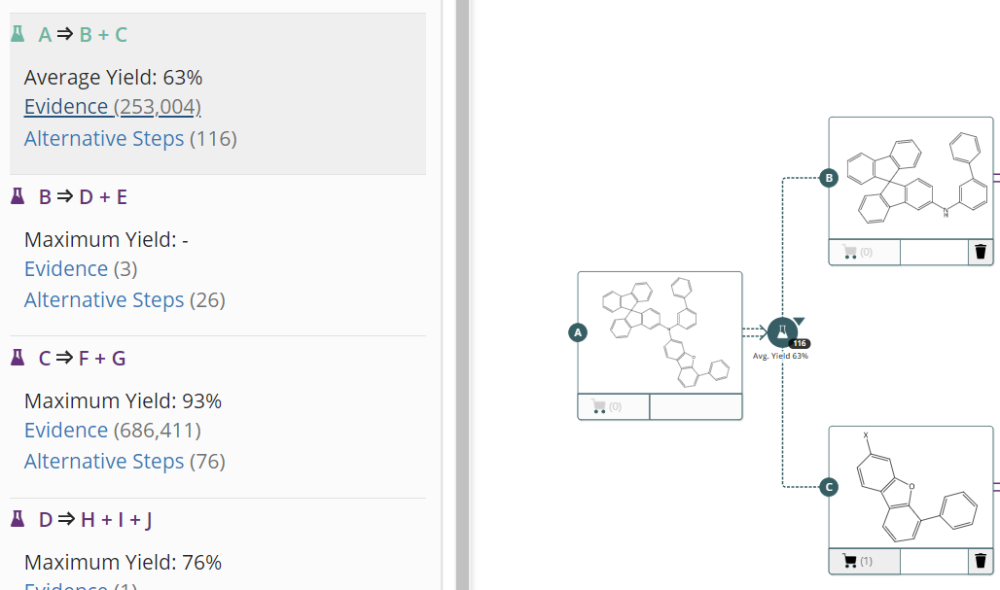 A ⇒ B + C
Average Yield: 63%
Evidence (253,004)
Alternative Steps (116)
B ⇒ D + E
Maximum Yield: -
Evidence (3)
Alternative Steps (26)
C ⇒ F + G
Maximum Yield: 93%
Evidence (686,411)
Alternative Steps (76)
D ⇒ H + I + J
Maximum Yield: 76%
Evidence (1)
B
N
H
(0)
A
N
O
(0)
116
Avg. Yield 63%
C
X
O
(1)